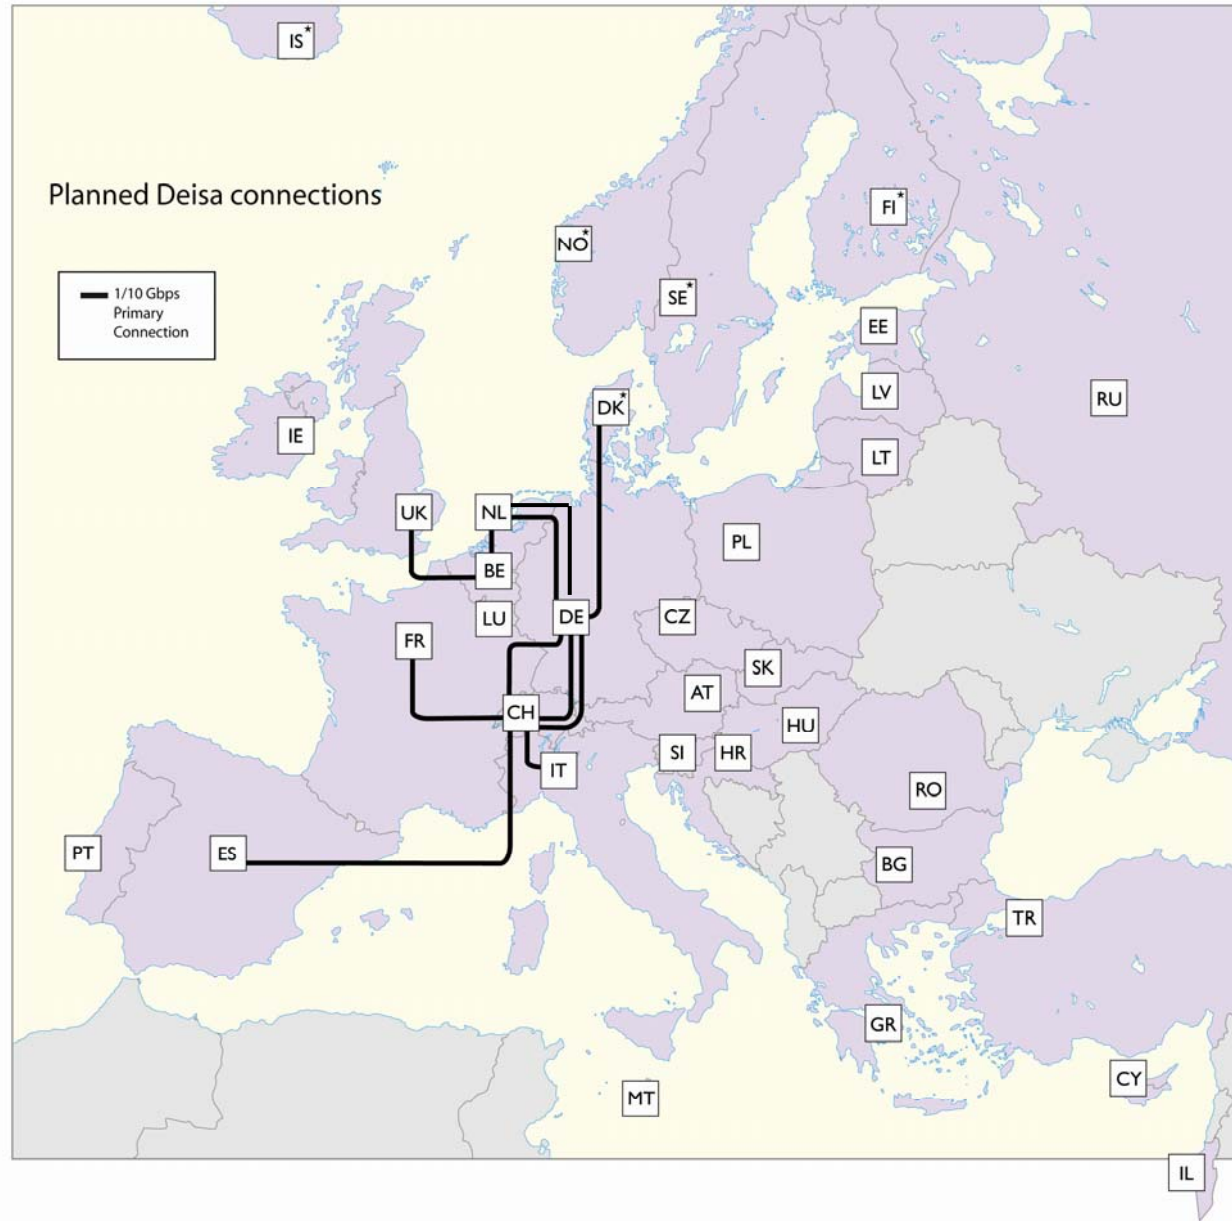 IS*
Planned Deisa connections
FI*
NO*
1/10 Gbps
Primary
Connection
SE*
EE
LV
RU
DK*
IE
LT
UK
NL
PL
BE
DE
CZ
LU
FR
SK
AT
CH
HU
SI
HR
IT
RO
PT
ES
BG
TR
GR
CY
MT
IL